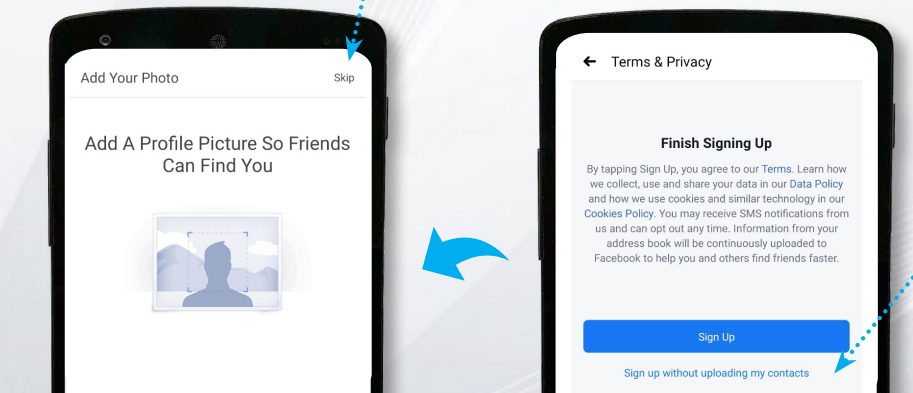 Add Your Photo
Skip
Add A Profile Picture So Friends
Can Find You
Terms & Privacy
Finish Signing Up
By tapping Sign Up, you agree to our Terms. Learn how
we collect, use and share your data in our Data Policy
and how we use cookies and similar technology in our
Cookies Policy. You may receive SMS notifications from
us and can opt out any time. Information from your
address book will be continuously uploaded to
Facebook to help you and others find friends faster.
Sign Up
Sign up without uploading my contacts